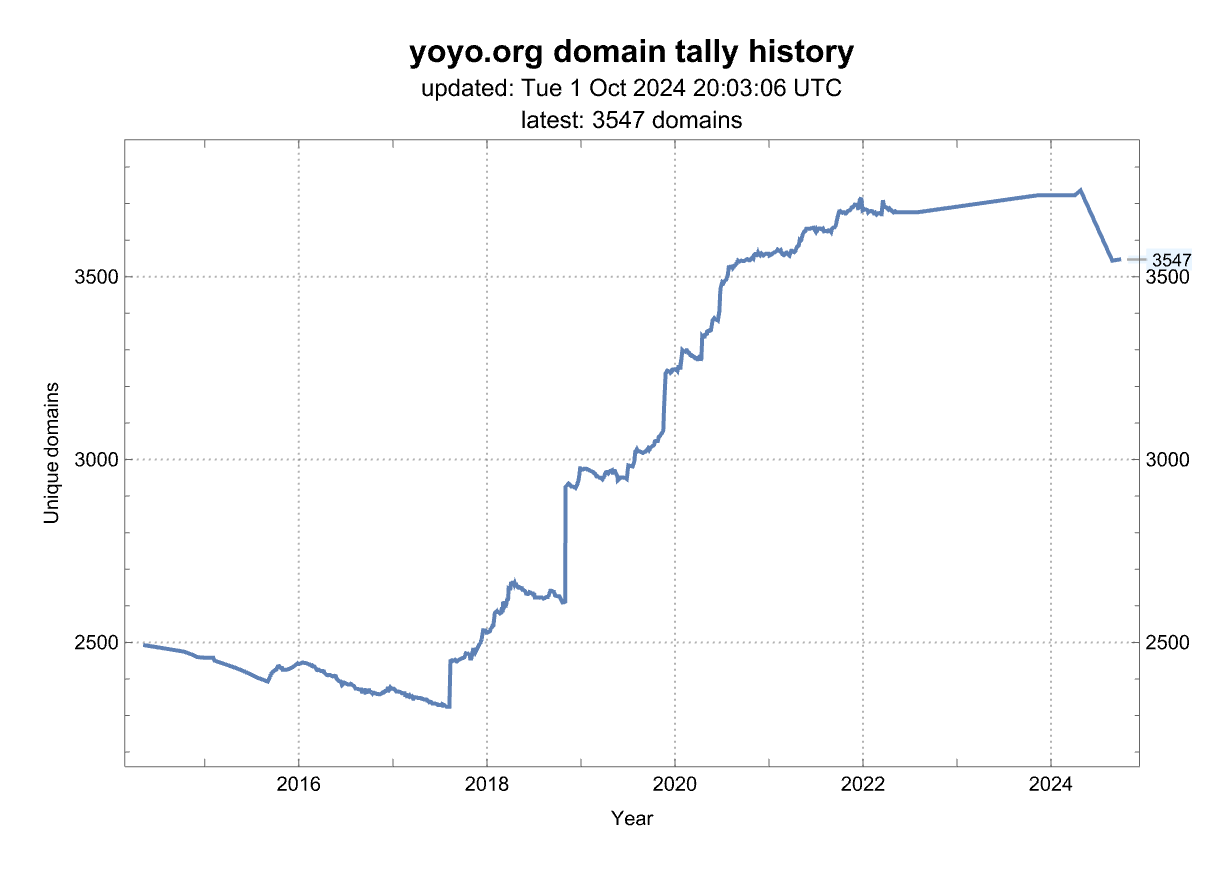 yoyo.org domain tally history
updated: Tue 1 Oct 2024 20:03:06 UTC
latest: 3547 domains
3547
3500
3500
3000
3000
2500
2500
Unique domains
2016
2018
2020
2022
2024
Year